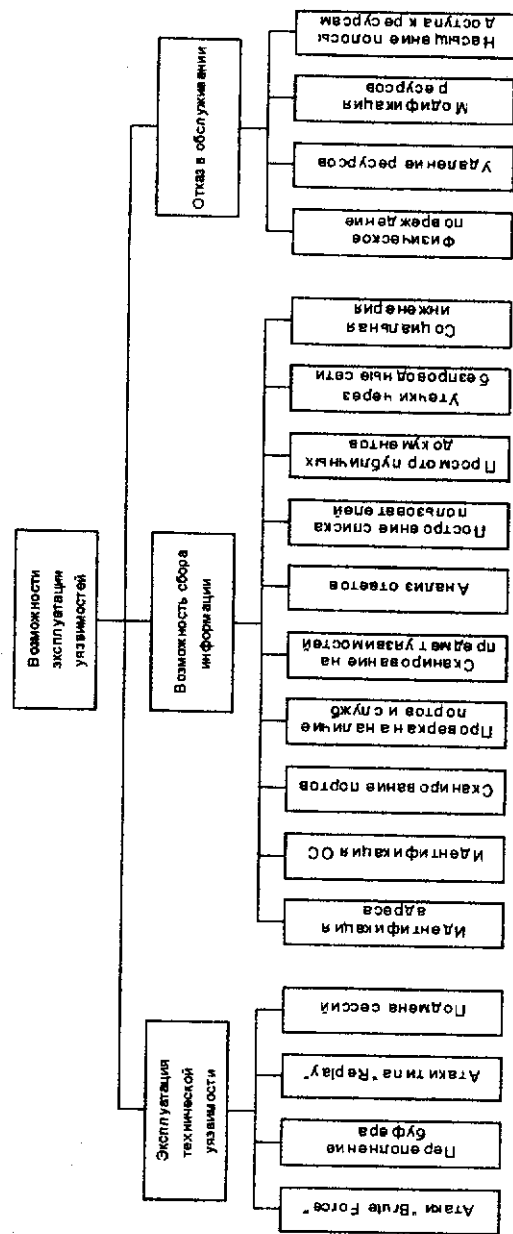 Возможности
эксплуатации
уязвимостей
Эксплуатация
технической
уязвимости
Возможность сбора
информации
Отказ в обслуживании
Атаки "Brute Force"
Переполнение
буфера
Атаки типа "Replay"
Подмена сессий
Идентификация
адреса
Идентификация ОС
Сканирование портов
Проверка на наличие
портов и служб
Сканирование на
предмет уязвимостей
Анализ ответов
Построение списка
пользователей
Просмотр публичных
документов
Утечки через
безпроводные сети
Социальная
инженерия
Физическое
повреждение
Удаление ресурсов
Модификация
ресурсов
Насыщание полосы
доступа к ресурсам